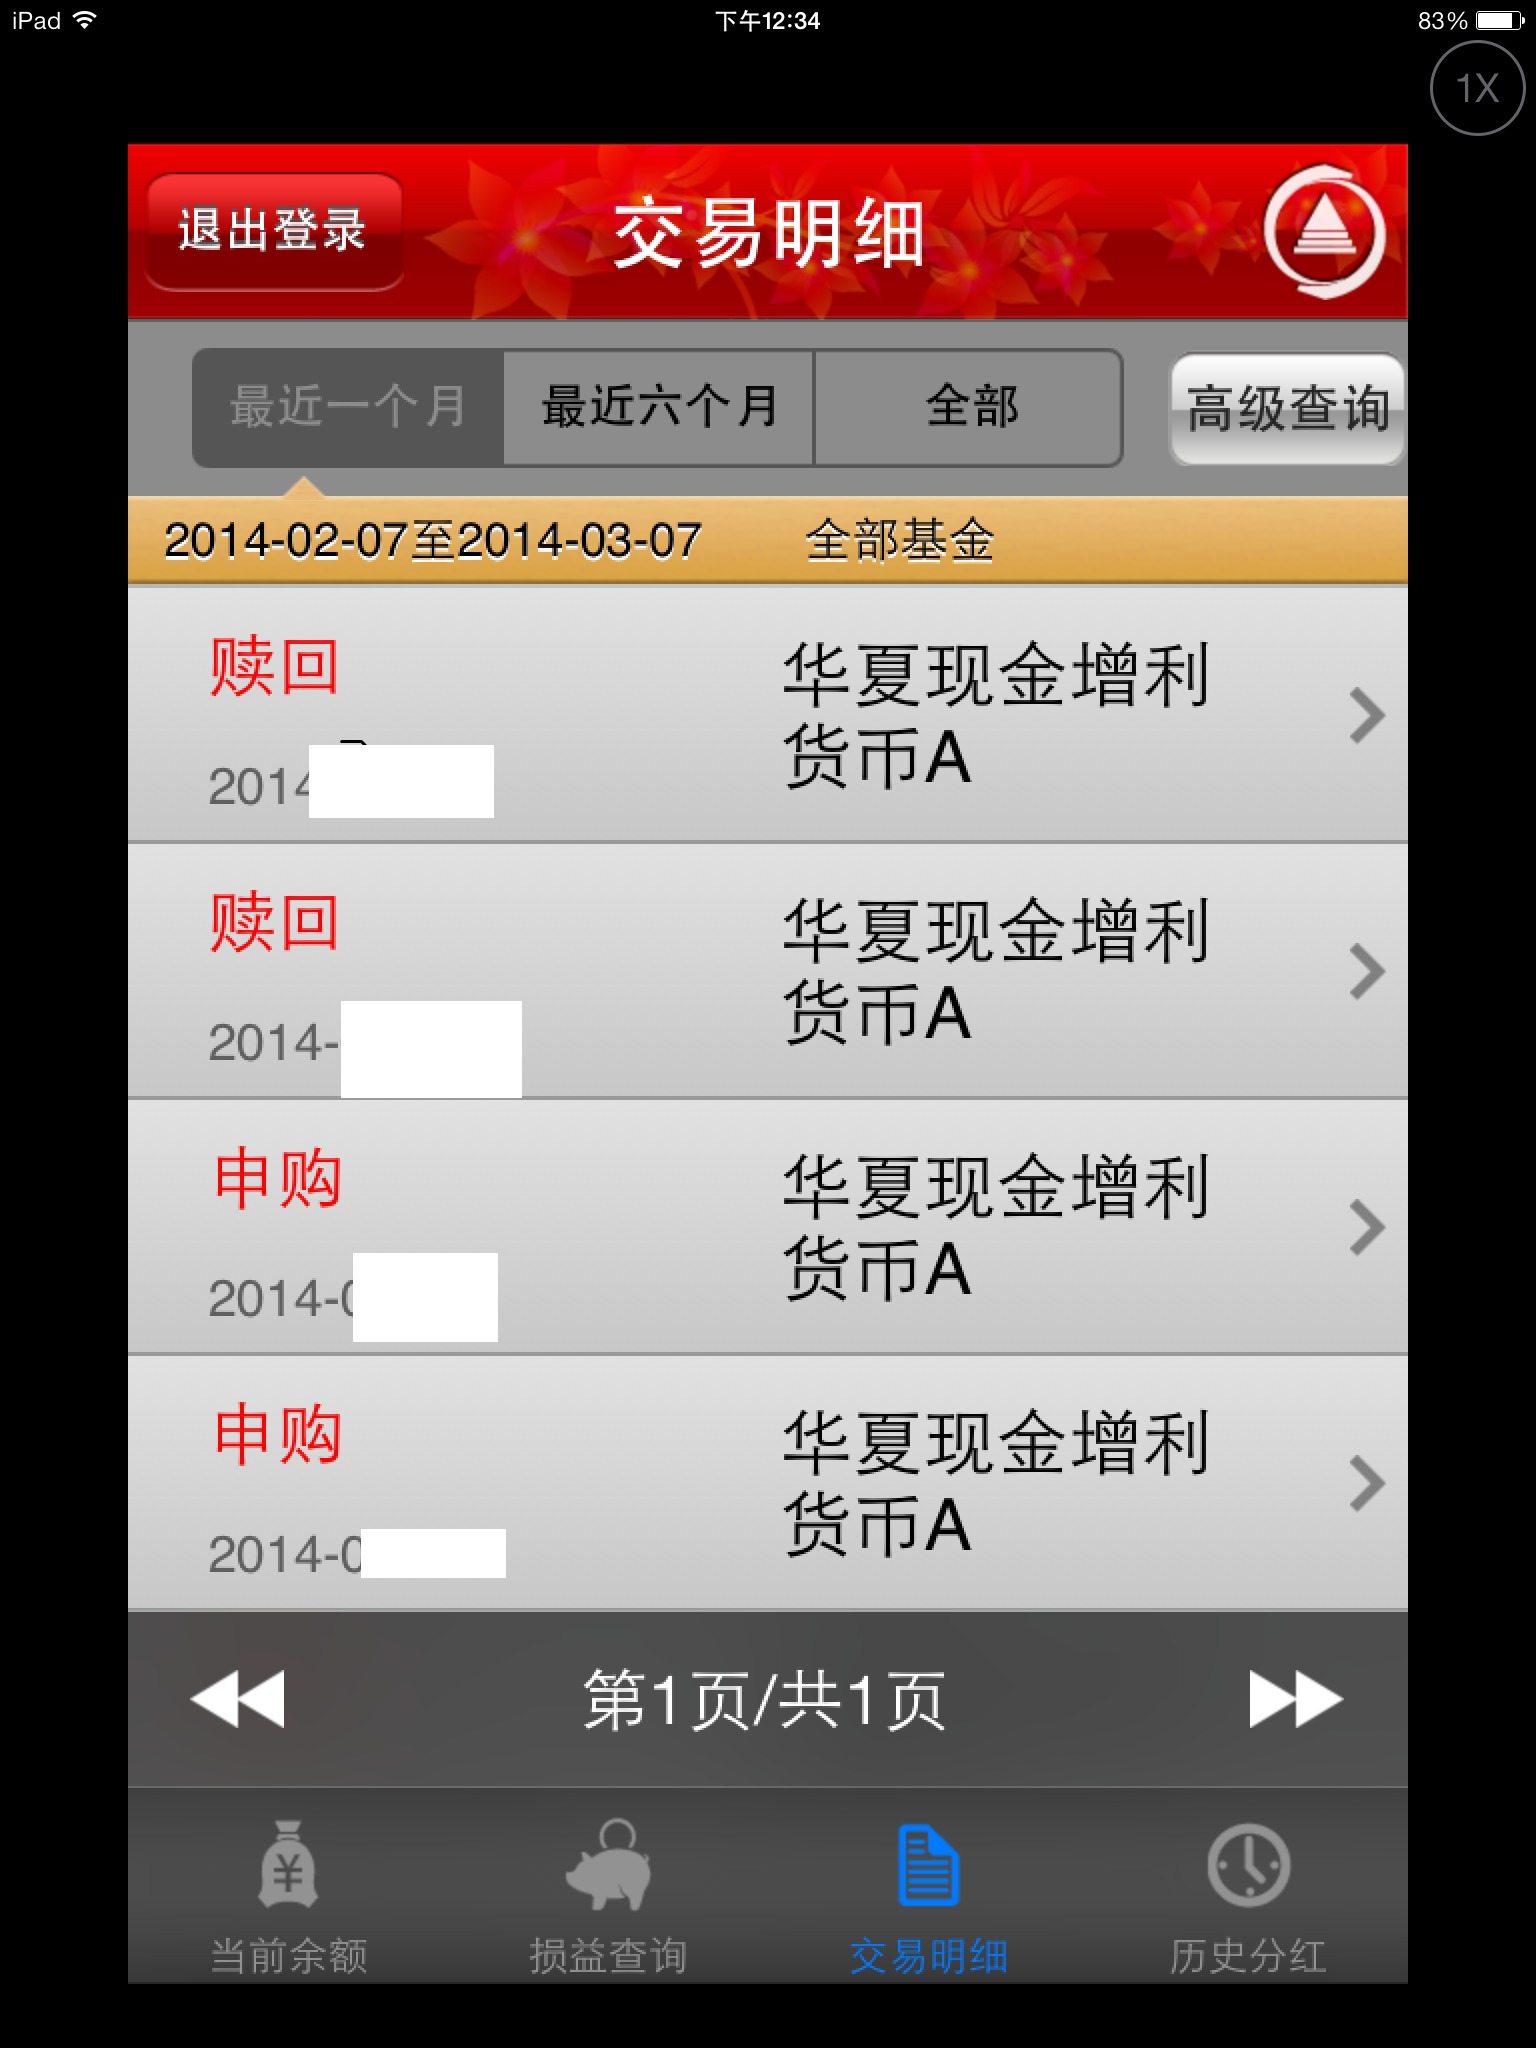 iPad 下午12:34 83%
1X
退出登录 交易明细
最近一个月 最近六个月 全部 高级查询
2014-02-07至2014-03-07 全部基金
赎回
华夏现金增利
货币A
2014
赎回
华夏现金增利
货币A
2014-
申购
华夏现金增利
货币A
2014-0
申购
华夏现金增利
货币A
2014-0
第1页/共1页
当前余额 损益查询 交易明细 历史分红